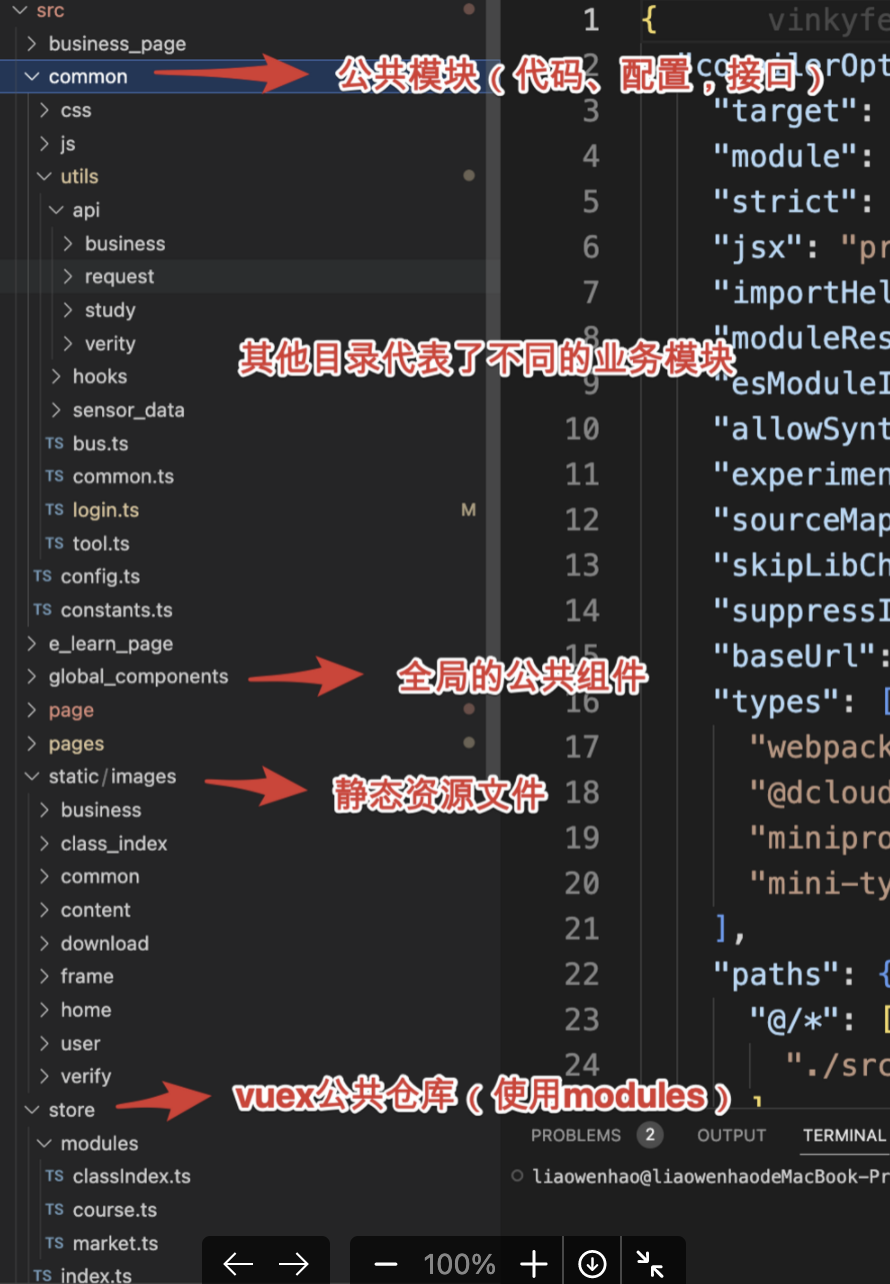 src
business_page
common
公共模块（代码、配置，接口）
css
js
utils
api
business
request
study
verity
其他目录代表了不同的业务模块
hooks
sensor_data
TS bus.ts
TS common.ts
TS login.ts M
TS tool.ts
TS config.ts
TS constants.ts
e_learn_page
global_components
全局的公共组件
page
pages
static/images
静态资源文件
business
class_index
common
content
download
frame
home
user
verify
store
vuex公共仓库（使用modules）
modules
TS classIndex.ts
TS course.ts
TS market.ts
TS index.ts
1 { vinkyfe
2
3 "target":
4 "module":
5 "strict":
6 "jsx": "pr
7 "importHel
8 "moduleRes
9 "esModuleI
10 "allowSynt
11 "experimen
12 "sourceMap
13 "skipLibCh
14 "suppressI
15 "baseUrl":
16 "types": [
17 "webpack
18 "@dcloud
19 "minipro
20 "mini-ty
21 ],
22 "paths": {
23 "@/*": [
24 "./src
]
PROBLEMS 2 OUTPUT TERMINAL
liaowenhao@liaowenhaodeMacBook-Pr
100%